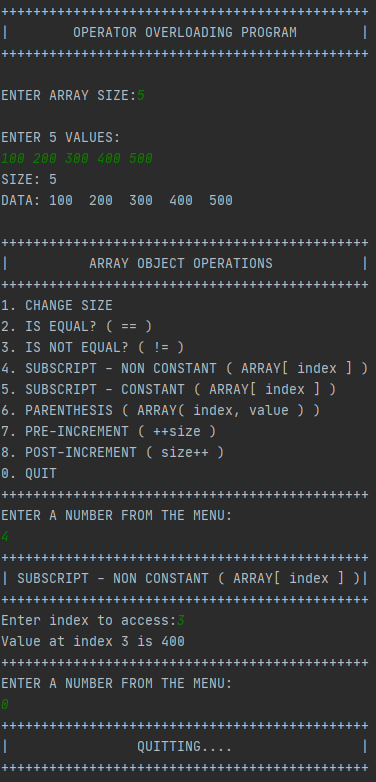 ++++++++++++++++++++++++++++++++++++++++++++++
|        OPERATOR OVERLOADING PROGRAM        |
++++++++++++++++++++++++++++++++++++++++++++++
ENTER ARRAY SIZE:5
ENTER 5 VALUES:
100 200 300 400 500
SIZE: 5
DATA: 100  200  300  400  500
++++++++++++++++++++++++++++++++++++++++++++++
|          ARRAY OBJECT OPERATIONS           |
++++++++++++++++++++++++++++++++++++++++++++++
1. CHANGE SIZE
2. IS EQUAL? ( == )
3. IS NOT EQUAL? ( != )
4. SUBSCRIPT - NON CONSTANT ( ARRAY[ index ] )
5. SUBSCRIPT - CONSTANT ( ARRAY[ index ] )
6. PARENTHESIS ( ARRAY( index, value ) )
7. PRE-INCREMENT ( ++size )
8. POST-INCREMENT ( size++ )
0. QUIT
++++++++++++++++++++++++++++++++++++++++++++++
ENTER A NUMBER FROM THE MENU:
4
++++++++++++++++++++++++++++++++++++++++++++++
| SUBSCRIPT - NON CONSTANT ( ARRAY[ index ] )|
++++++++++++++++++++++++++++++++++++++++++++++
Enter index to access:3
Value at index 3 is 400
++++++++++++++++++++++++++++++++++++++++++++++
ENTER A NUMBER FROM THE MENU:
0
++++++++++++++++++++++++++++++++++++++++++++++
|                QUITTING....                |
++++++++++++++++++++++++++++++++++++++++++++++